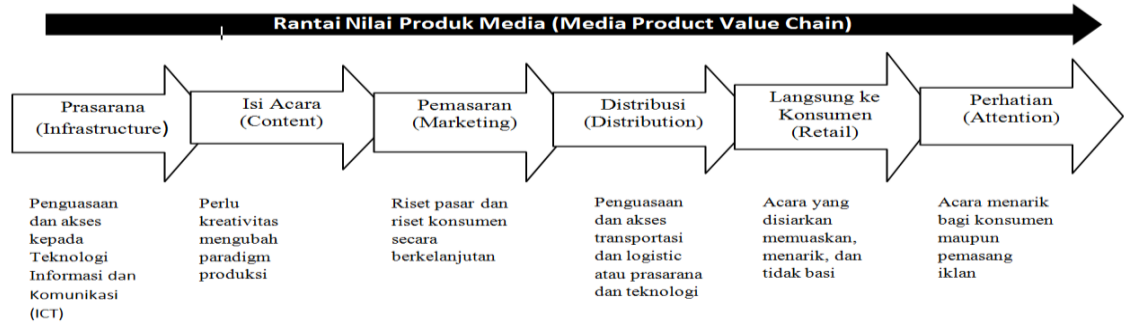 Rantai Nilai Produk Media (Media Product Value Chain)
Prasarana
(Infrastructure)
Isi Acara
(Content)
Pemasaran
(Marketing)
Distribusi
(Distribution)
Langsung ke
Konsumen
(Retail)
Perhatian
(Attention)
Penguasaan
dan akses
kepada
Teknologi
Informasi dan
Komunikasi
(ICT)
Perlu
kreativitas
mengubah
paradigm
produksi
Riset pasar dan
riset konsumen
secara
berkelanjutan
Penguasaan
dan akses
transportasi
dan logistic
atau prasarana
dan teknologi
Acara yang
disiarkan
memuaskan,
menarik, dan
tidak basi
Acara menarik
bagi konsumen
maupun
pemasang
iklan